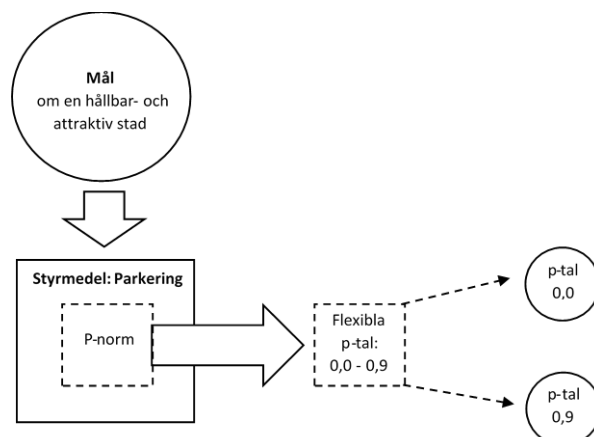 Mål
om en hållbar- och
attraktiv stad
Styrmedel: Parkering
P-norm
Flexibla
p-tal:
0,0 - 0,9
p-tal
0,0
p-tal
0,9